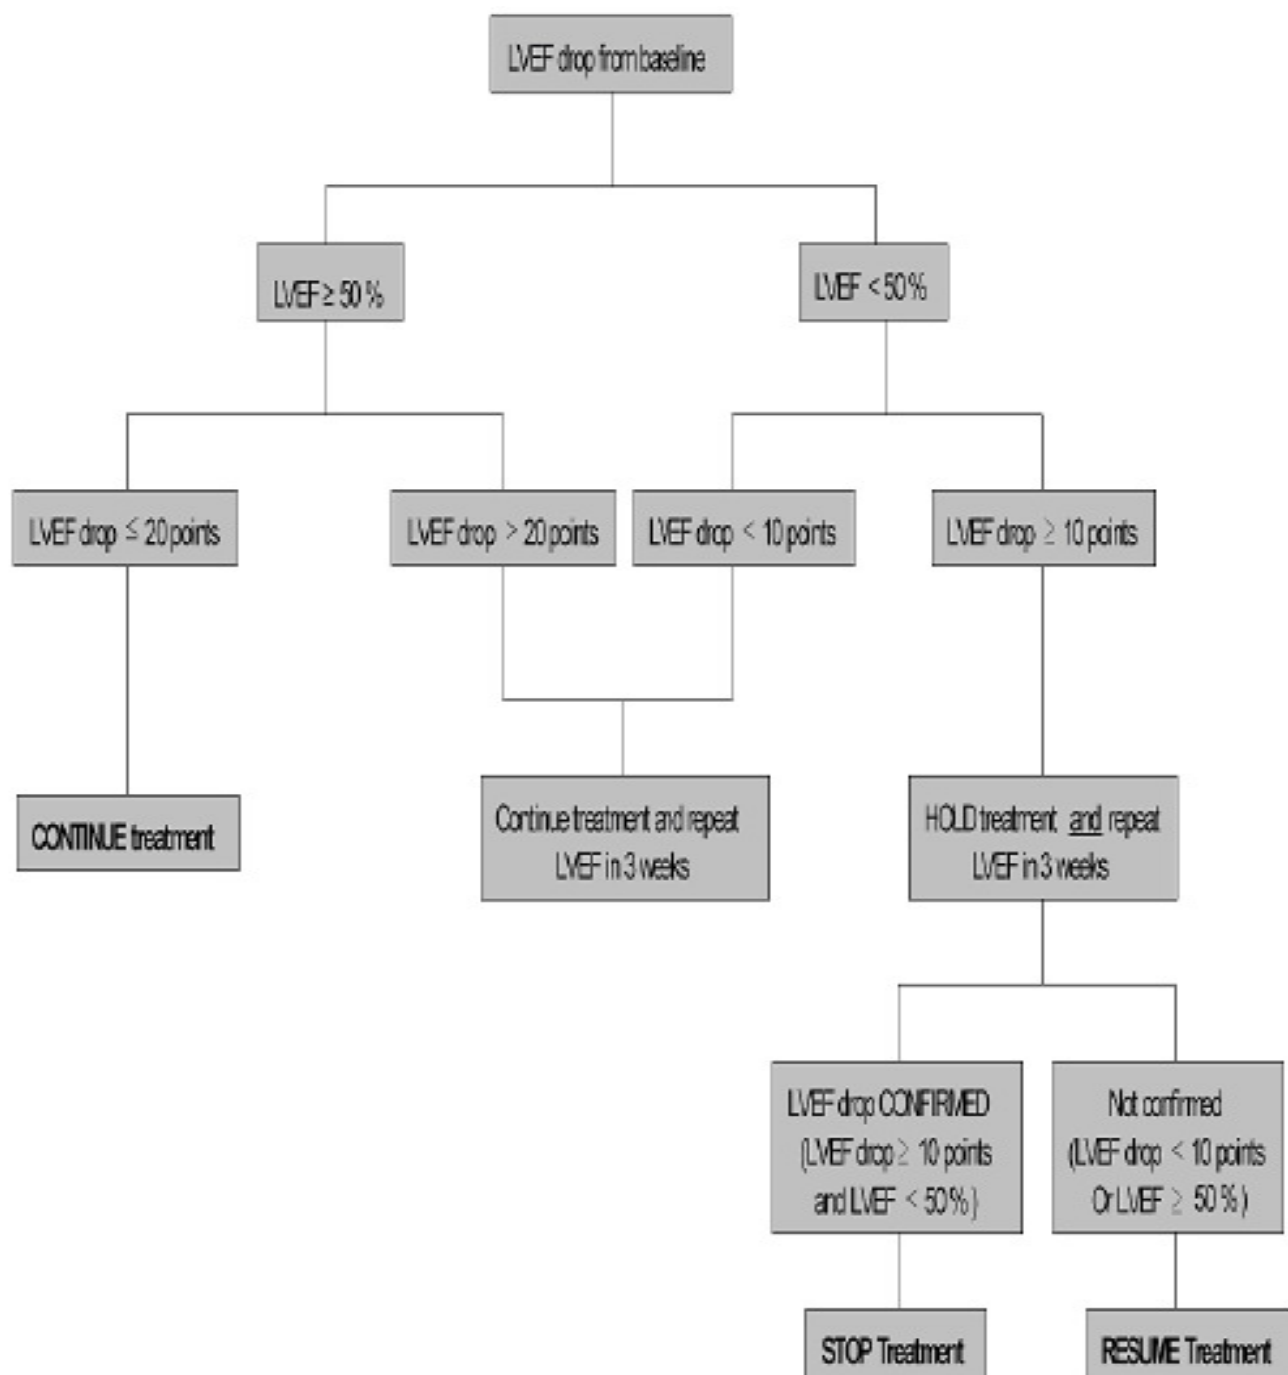 LVEF drop from baseline
LVEF ≥ 50 %
LVEF < 50 %
LVEF drop ≤ 20 points
LVEF drop > 20 points
LVEF drop < 10 points
LVEF drop ≥ 10 points
CONTINUE treatment
Continue treatment and repeat
LVEF in 3 weeks
HOLD treatment and repeat
LVEF in 3 weeks
LVEF drop CONFIRMED
(LVEF drop ≥ 10 points
and LVEF < 50 %)
Not confirmed
(LVEF drop < 10 points
Or LVEF ≥ 50 %)
STOP Treatment
RESUME Treatment